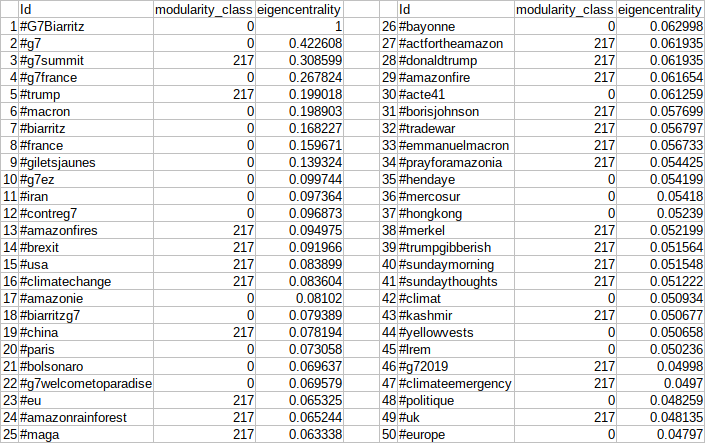 Id modularity_class eigencentrality Id modularity_class eigencentrality
1 #G7Biarritz 0 1 26 #bayonne 0 0.062998
2 #g7 0 0.422608 27 #actfortheamazon 217 0.061935
3 #g7summit 217 0.308599 28 #donaldtrump 217 0.061935
4 #g7france 0 0.267824 29 #amazonfire 217 0.061654
5 #trump 217 0.199018 30 #acte41 0 0.061259
6 #macron 0 0.198903 31 #borisjohnson 217 0.057699
7 #biarritz 0 0.168227 32 #tradewar 217 0.056797
8 #france 0 0.159671 33 #emmanuelmacron 217 0.056733
9 #giletsjaunes 0 0.139324 34 #prayforamazonia 217 0.054425
10 #g7ez 0 0.099744 35 #hendaye 0 0.054199
11 #iran 0 0.097364 36 #mercosur 0 0.05418
12 #contreg7 0 0.096873 37 #hongkong 0 0.05239
13 #amazonfires 217 0.094975 38 #merkel 217 0.052199
14 #brexit 217 0.091966 39 #trumpgibberish 217 0.051564
15 #usa 217 0.083899 40 #sundaymorning 217 0.051548
16 #climatechange 217 0.083604 41 #sundaythoughts 217 0.051222
17 #amazonie 0 0.08102 42 #climat 0 0.050934
18 #biarritzg7 0 0.079389 43 #kashmir 217 0.050677
19 #china 217 0.078194 44 #yellowvests 0 0.050658
20 #paris 0 0.073058 45 #lrem 0 0.050236
21 #bolsonaro 0 0.069637 46 #g72019 217 0.04998
22 #g7welcometoparadise 0 0.069579 47 #climateemergency 217 0.0497
23 #eu 217 0.065325 48 #politique 0 0.048259
24 #amazonrainforest 217 0.065244 49 #uk 217 0.048135
25 #maga 217 0.063338 50 #europe 0 0.04797